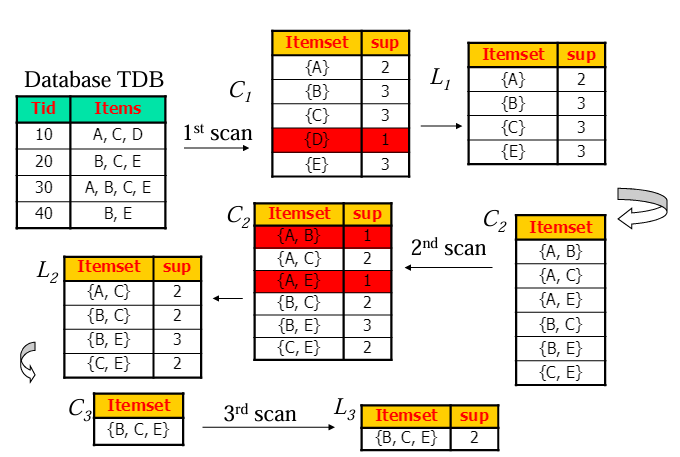 Database TDB
Tid Items
10 A, C, D
20 B, C, E
30 A, B, C, E
40 B, E
1st scan
C1
Itemset sup
{A} 2
{B} 3
{C} 3
{D} 1
{E} 3
L1
Itemset sup
{A} 2
{B} 3
{C} 3
{E} 3
C2
Itemset
{A, B}
{A, C}
{A, E}
{B, C}
{B, E}
{C, E}
2nd scan
C2
Itemset sup
{A, B} 1
{A, C} 2
{A, E} 1
{B, C} 2
{B, E} 3
{C, E} 2
L2
Itemset sup
{A, C} 2
{B, C} 2
{B, E} 3
{C, E} 2
C3
Itemset
{B, C, E}
3rd scan
L3
Itemset sup
{B, C, E} 2